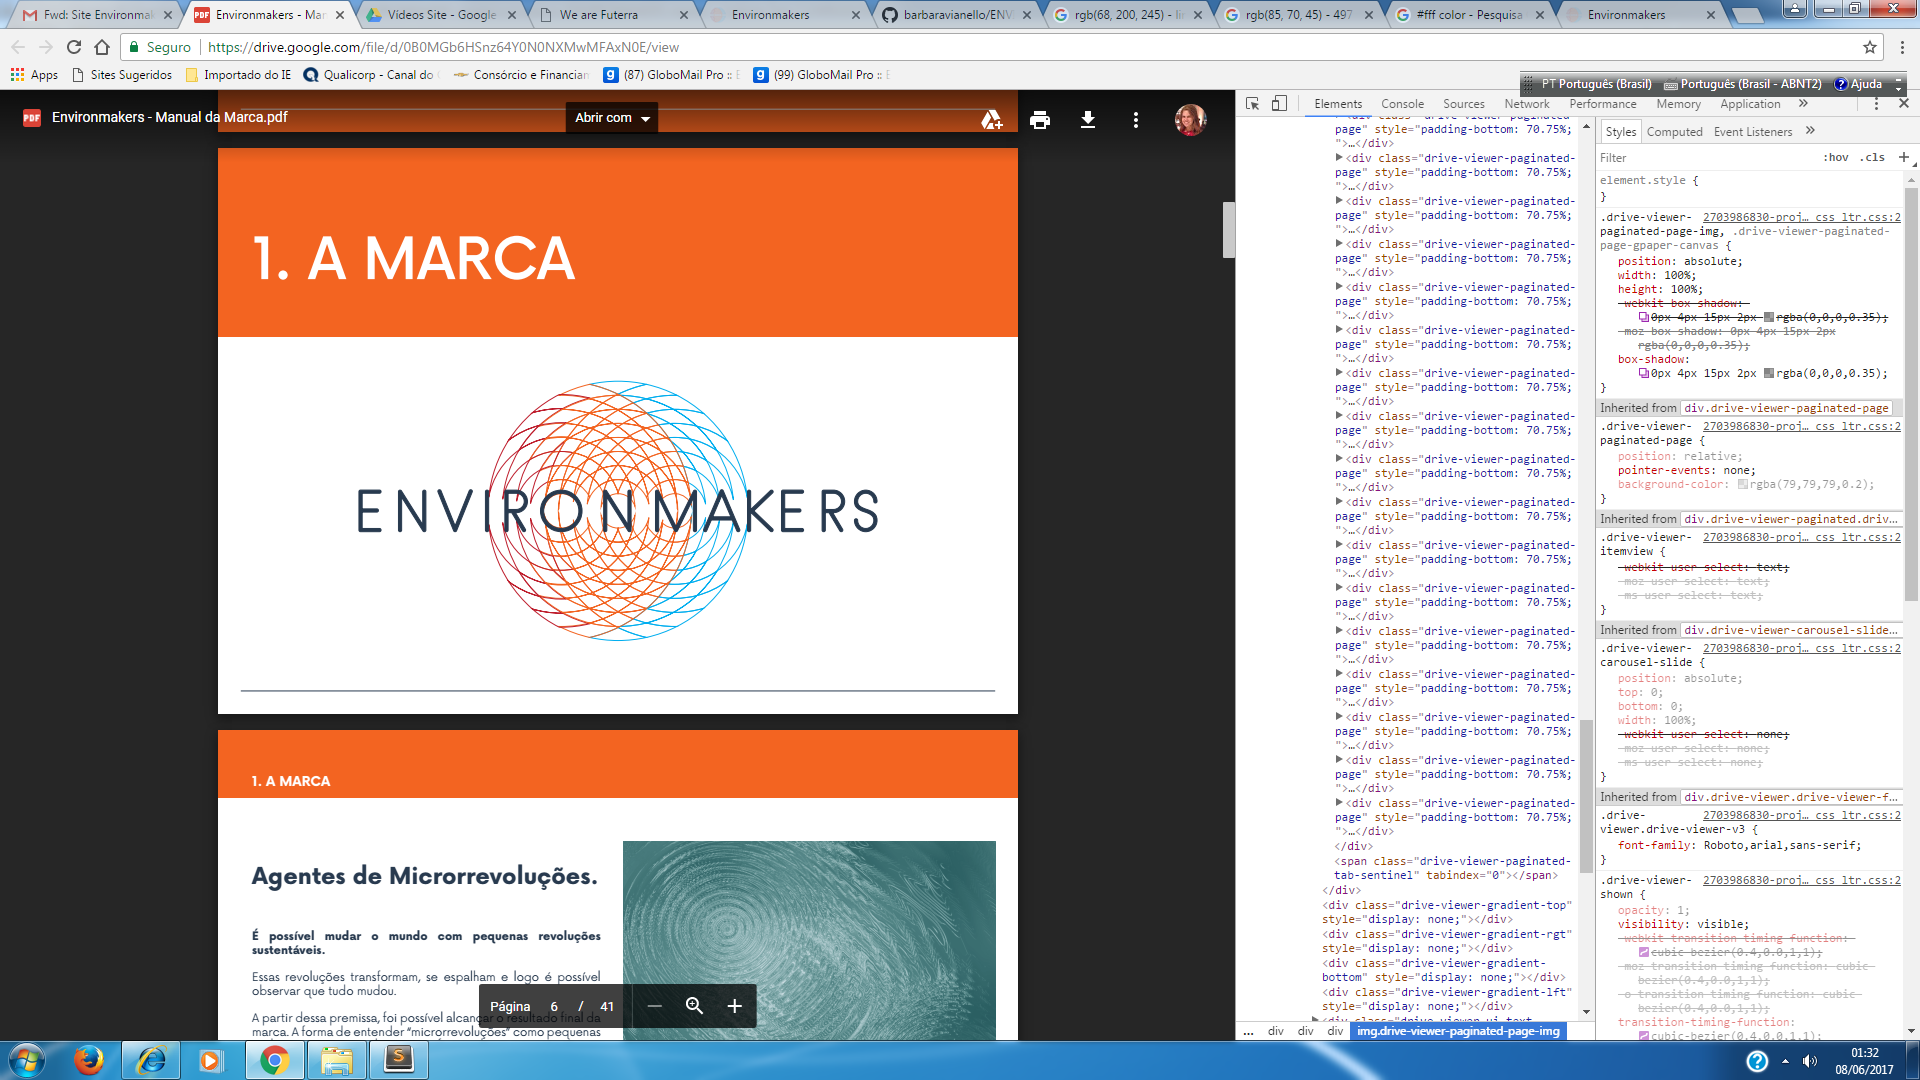 Fwd: Site Environmak
Environmakers - Man
Vídeos Site - Google
We are Futerra
Environmakers
barbaravianello/ENVI
rgb(68, 200, 245) - lin
rgb(85, 70, 45) - 497
#fff color - Pesquisa
Environmakers
Seguro | https://drive.google.com/file/d/0B0MGb6HSnz64Y0N0NXMwMFAxN0E/view
Apps Sites Sugeridos Importado do IE Qualicorp - Canal do Consórcio e Financian (87) GloboMail Pro :: (99) GloboMail Pro ::
PT Português (Brasil) Português (Brasil - ABNT2) Ajuda
PDF Environmakers - Manual da Marca.pdf Abrir com
1. A MARCA
ENVIRONMAKERS
1. A MARCA
Agentes de Microrrevoluções.
É possível mudar o mundo com pequenas revoluções
sustentáveis.
Essas revoluções transformam, se espalham e logo é possível
observar que tudo mudou.
A partir dessa premissa, foi possível alcançar o resultado final da
marca. A forma de entender "microrrevoluções" como pequenas
Página 6 / 41
Elements Console Sources Network Performance Memory Application »
page" style="padding-bottom: 70.75%;
">…</div>
<div class="drive-viewer-paginated-
page" style="padding-bottom: 70.75%;
">…</div>
<div class="drive-viewer-paginated-
page" style="padding-bottom: 70.75%;
">…</div>
<div class="drive-viewer-paginated-
page" style="padding-bottom: 70.75%;
">…</div>
<div class="drive-viewer-paginated-
page" style="padding-bottom: 70.75%;
">…</div>
<div class="drive-viewer-paginated-
page" style="padding-bottom: 70.75%;
">…</div>
<div class="drive-viewer-paginated-
page" style="padding-bottom: 70.75%;
">…</div>
<div class="drive-viewer-paginated-
page" style="padding-bottom: 70.75%;
">…</div>
<div class="drive-viewer-paginated-
page" style="padding-bottom: 70.75%;
">…</div>
<div class="drive-viewer-paginated-
page" style="padding-bottom: 70.75%;
">…</div>
<div class="drive-viewer-paginated-
page" style="padding-bottom: 70.75%;
">…</div>
<div class="drive-viewer-paginated-
page" style="padding-bottom: 70.75%;
">…</div>
<div class="drive-viewer-paginated-
page" style="padding-bottom: 70.75%;
">…</div>
<div class="drive-viewer-paginated-
page" style="padding-bottom: 70.75%;
">…</div>
<div class="drive-viewer-paginated-
page" style="padding-bottom: 70.75%;
">…</div>
<div class="drive-viewer-paginated-
page" style="padding-bottom: 70.75%;
">…</div>
<div class="drive-viewer-paginated-
page" style="padding-bottom: 70.75%;
">…</div>
</div>
<span class="drive-viewer-paginated-
tab-sentinel" tabindex="0"></span>
</div>
<div class="drive-viewer-gradient-top"
style="display: none;"></div>
<div class="drive-viewer-gradient-rgt"
style="display: none;"></div>
<div class="drive-viewer-gradient-
bottom" style="display: none;"></div>
<div class="drive-viewer-gradient-lft"
style="display: none;"></div>
... div div div img.drive-viewer-paginated-page-img
Styles Computed Event Listeners »
Filter :hov .cls +
element.style {
}
.drive-viewer- 2703986830-proj… css ltr.css:2
paginated-page-img, .drive-viewer-paginated-
page-gpaper-canvas {
position: absolute;
width: 100%;
height: 100%;
-webkit-box-shadow:
0px 4px 15px 2px rgba(0,0,0,0.35);
-moz-box-shadow: 0px 4px 15px 2px
rgba(0,0,0,0.35);
box-shadow:
0px 4px 15px 2px rgba(0,0,0,0.35);
}
Inherited from div.drive-viewer-paginated-page
.drive-viewer- 2703986830-proj… css ltr.css:2
paginated-page {
position: relative;
pointer-events: none;
background-color: rgba(79,79,79,0.2);
}
Inherited from div.drive-viewer-paginated.driv…
.drive-viewer- 2703986830-proj… css ltr.css:2
itemview {
-webkit-user-select: text;
-moz-user-select: text;
-ms-user-select: text;
}
Inherited from div.drive-viewer-carousel-slide…
.drive-viewer- 2703986830-proj… css ltr.css:2
carousel-slide {
position: absolute;
top: 0;
bottom: 0;
width: 100%;
-webkit-user-select: none;
-moz-user-select: none;
-ms-user-select: none;
}
Inherited from div.drive-viewer.drive-viewer-f…
.drive- 2703986830-proj… css ltr.css:2
viewer.drive-viewer-v3 {
font-family: Roboto,arial,sans-serif;
}
.drive-viewer- 2703986830-proj… css ltr.css:2
shown {
opacity: 1;
visibility: visible;
-webkit-transition-timing-function:
cubic-bezier(0.4,0.0,1,1);
-moz-transition-timing-function: cubic-
bezier(0.4,0.0,1,1);
-o-transition-timing-function: cubic-
bezier(0.4,0.0,1,1);
transition-timing-function:
cubic-bezier(0.4,0.0,1,1);
01:32
08/06/2017